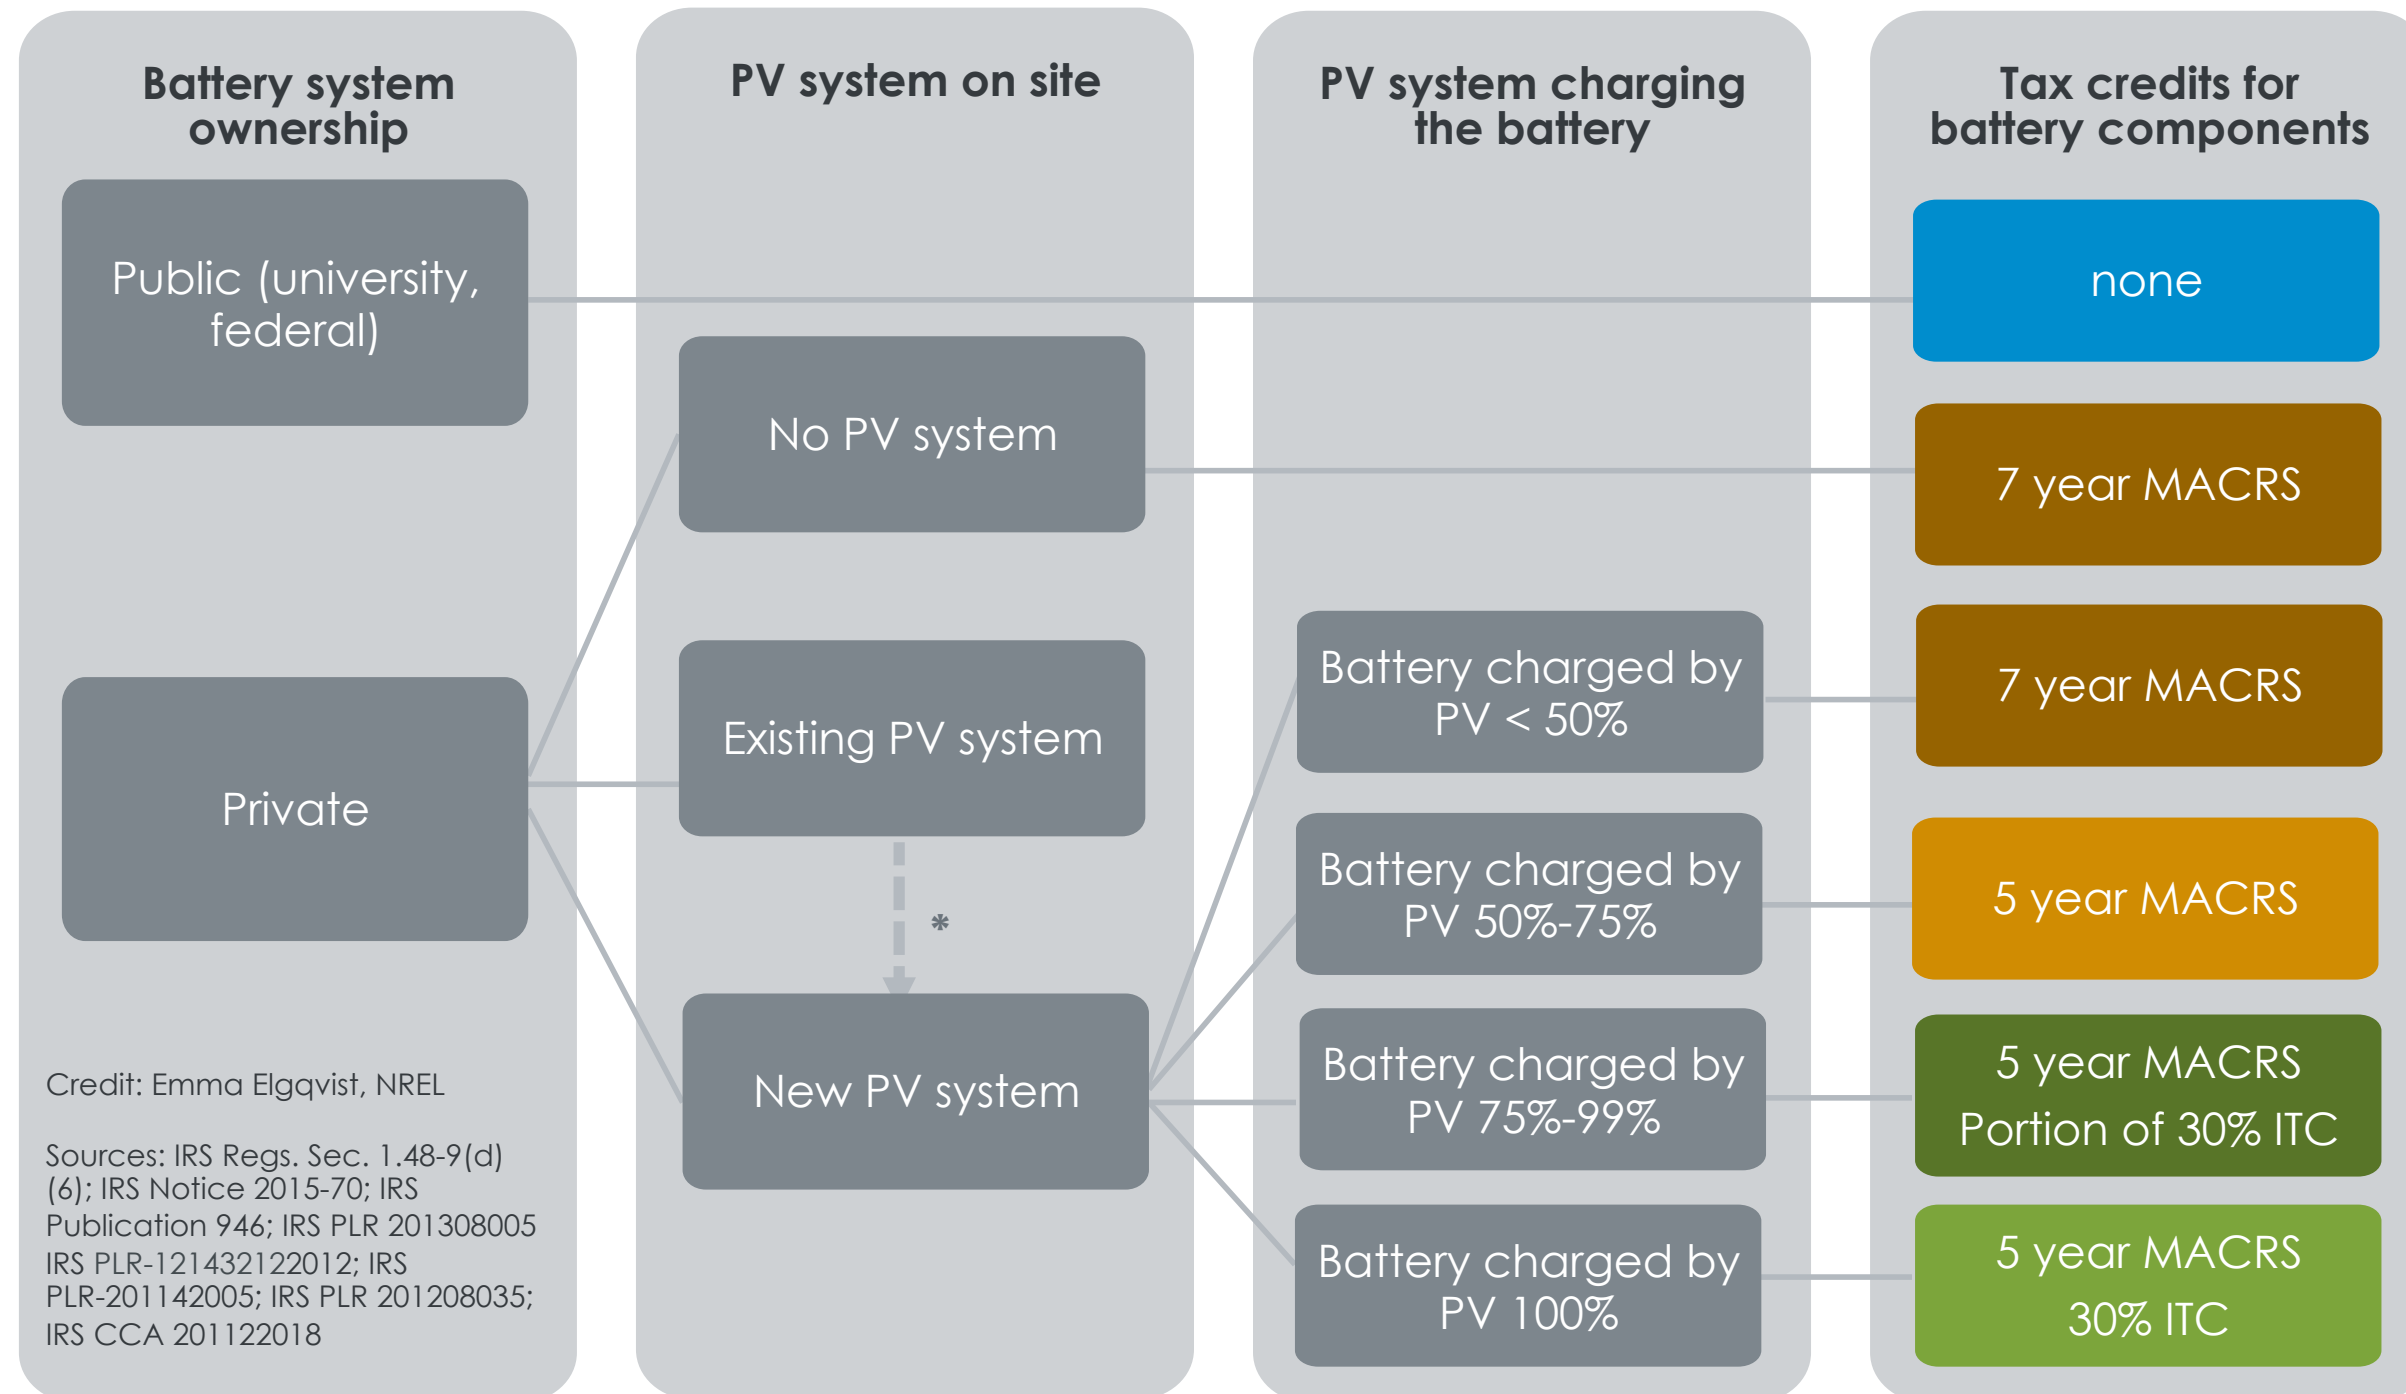 Battery system
ownership
Public (university,
federal)
Private
Credit: Emma Elgqvist, NREL
Sources: IRS Regs. Sec. 1.48-9(d)
(6); IRS Notice 2015-70; IRS
Publication 946; IRS PLR 201308005
IRS PLR-121432122012; IRS
PLR-201142005; IRS PLR 201208035;
IRS CCA 201122018
PV system on site
No PV system
Existing PV system
*
New PV system
PV system charging
the battery
Battery charged by
PV < 50%
Battery charged by
PV 50%-75%
Battery charged by
PV 75%-99%
Battery charged by
PV 100%
Tax credits for
battery components
none
7 year MACRS
7 year MACRS
5 year MACRS
5 year MACRS
Portion of 30% ITC
5 year MACRS
30% ITC